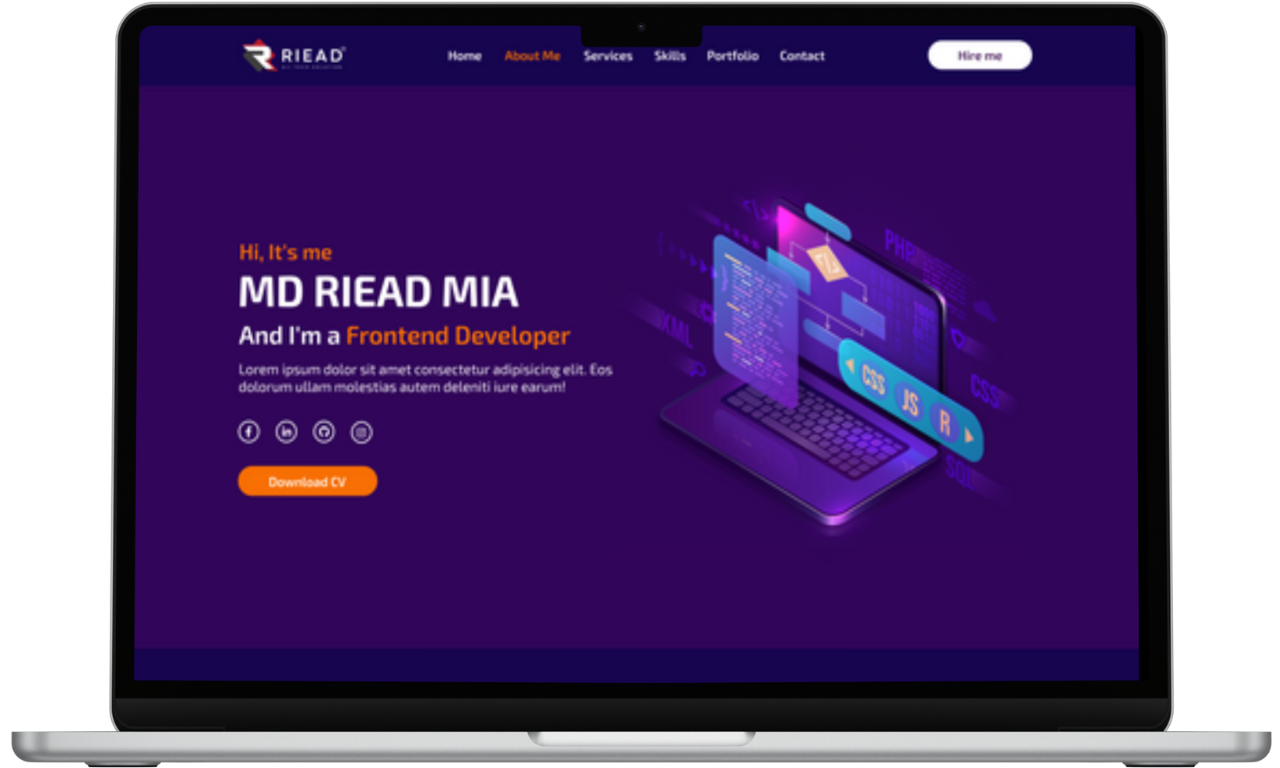 RIEAD
Home About Me Services Skills Portfolio Contact
Hire me
Hi, It's me
MD RIEAD MIA
And I'm a Frontend Developer
Lorem ipsum dolor sit amet consectetur adipisicing elit. Eos
dolorum ullam molestias autem deleniti iure earum!
Download CV
</>
PHP
XML
CSS
CSS JS R
SQL